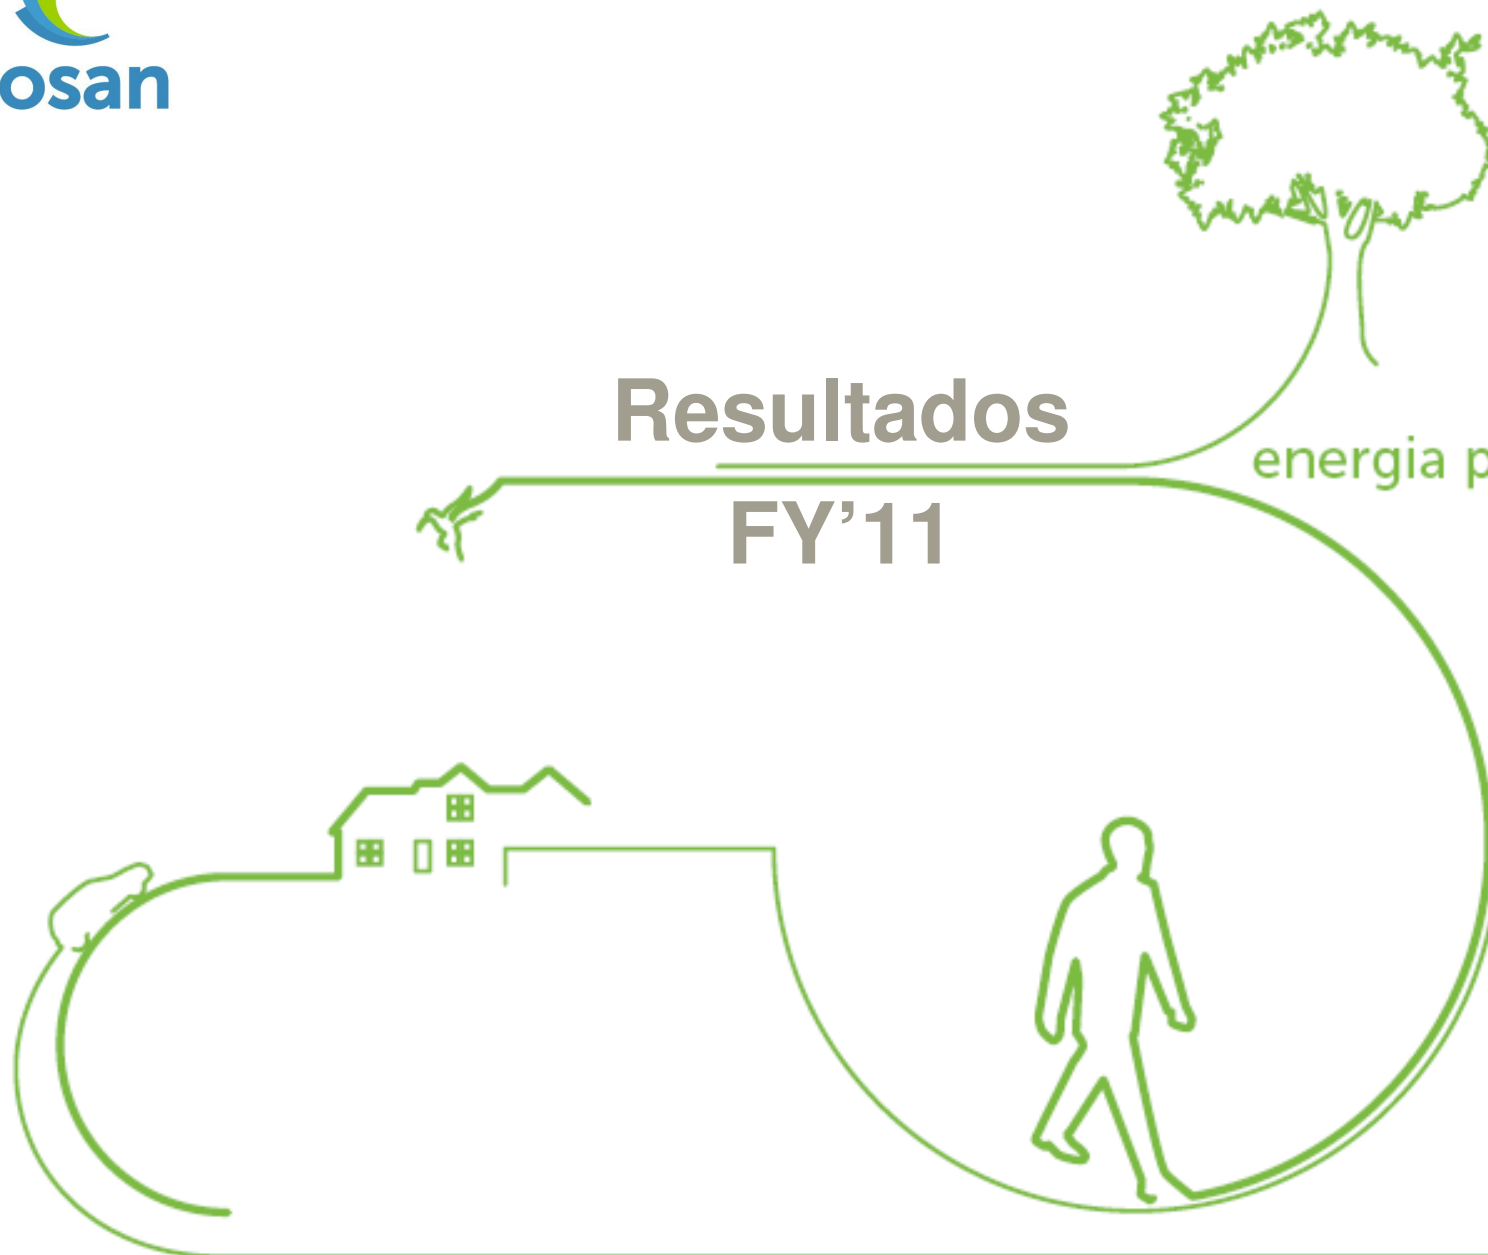 osan
Resultados
energia p
FY’11